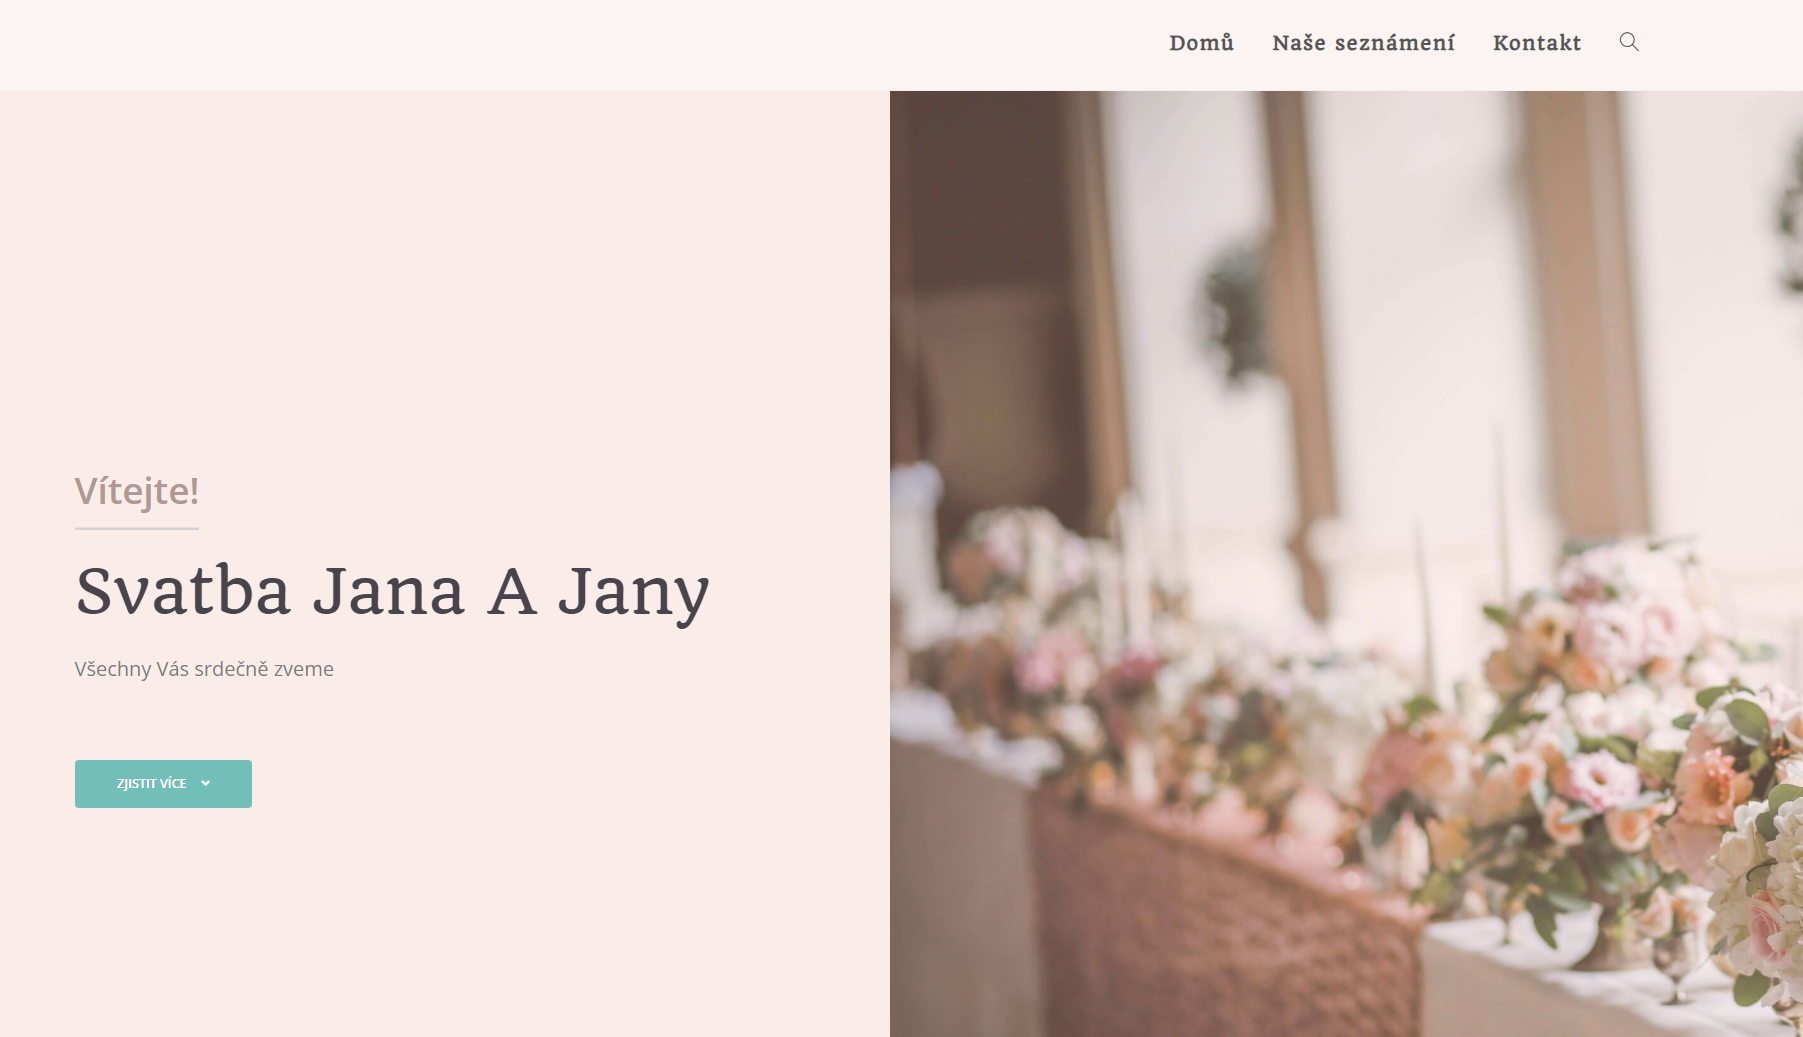 Domů Naše seznámení Kontakt
Vítejte!
Svatba Jana A Jany
Všechny Vás srdečně zveme
ZJISTIT VÍCE